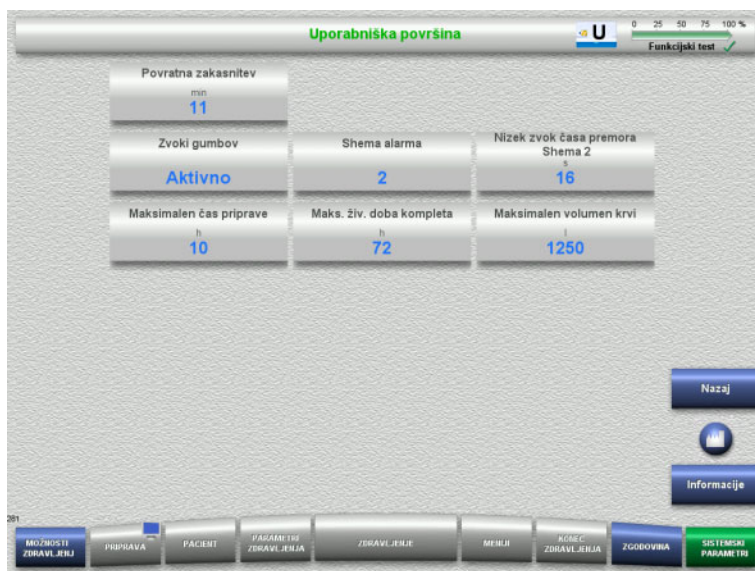 Uporabniška površina
U
0 25 50 75 100 %
Funkcijski test
Povratna zakasnitev
min
11
Zvoki gumbov
Aktivno
Shema alarma
2
Nizek zvok časa premora
Shema 2
s
16
Maksimalen čas priprave
h
10
Maks. živ. doba kompleta
h
72
Maksimalen volumen krvi
l
1250
Nazaj
Informacije
281
MOŽNOSTI
ZDRAVLJENJ
PRIPRAVA
PACIENT
PARAMETRI
ZDRAVLJENJA
ZDRAVLJENJE
MENIJI
KONEC
ZDRAVLJENJA
ZGODOVINA
SISTEMSKI
PARAMETRI